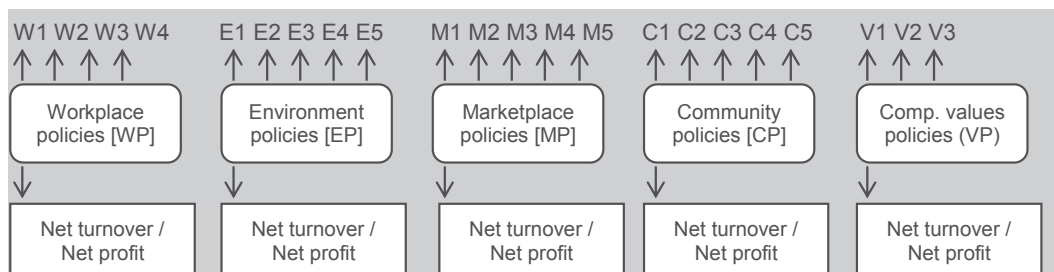 W1 W2 W3 W4 E1 E2 E3 E4 E5 M1 M2 M3 M4 M5 C1 C2 C3 C4 C5 V1 V2 V3
Workplace
policies [WP]
Environment
policies [EP]
Marketplace
policies [MP]
Community
policies [CP]
Comp. values
policies (VP)
Net turnover /
Net profit
Net turnover /
Net profit
Net turnover /
Net profit
Net turnover /
Net profit
Net turnover /
Net profit